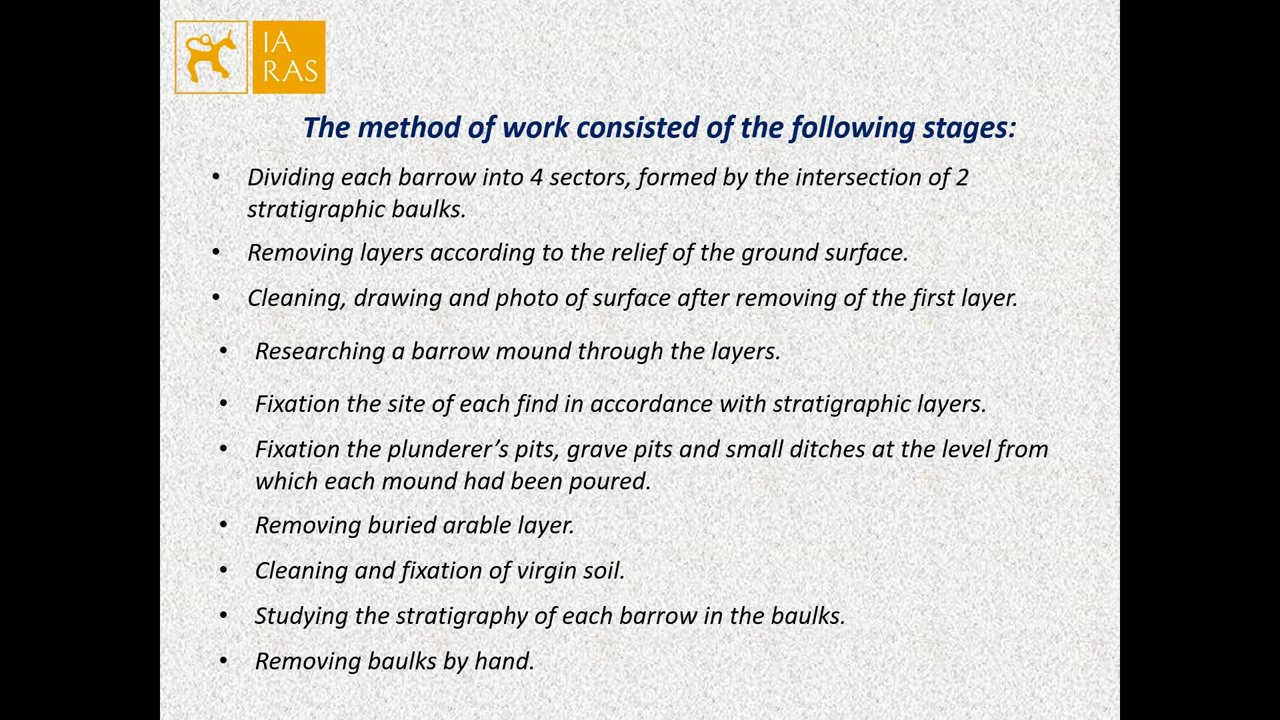 IA
RAS
The method of work consisted of the following stages:
• Dividing each barrow into 4 sectors, formed by the intersection of 2
stratigraphic baulks.
• Removing layers according to the relief of the ground surface.
• Cleaning, drawing and photo of surface after removing of the first layer.
• Researching a barrow mound through the layers.
• Fixation the site of each find in accordance with stratigraphic layers.
• Fixation the plunderer’s pits, grave pits and small ditches at the level from
which each mound had been poured.
• Removing buried arable layer.
• Cleaning and fixation of virgin soil.
• Studying the stratigraphy of each barrow in the baulks.
• Removing baulks by hand.